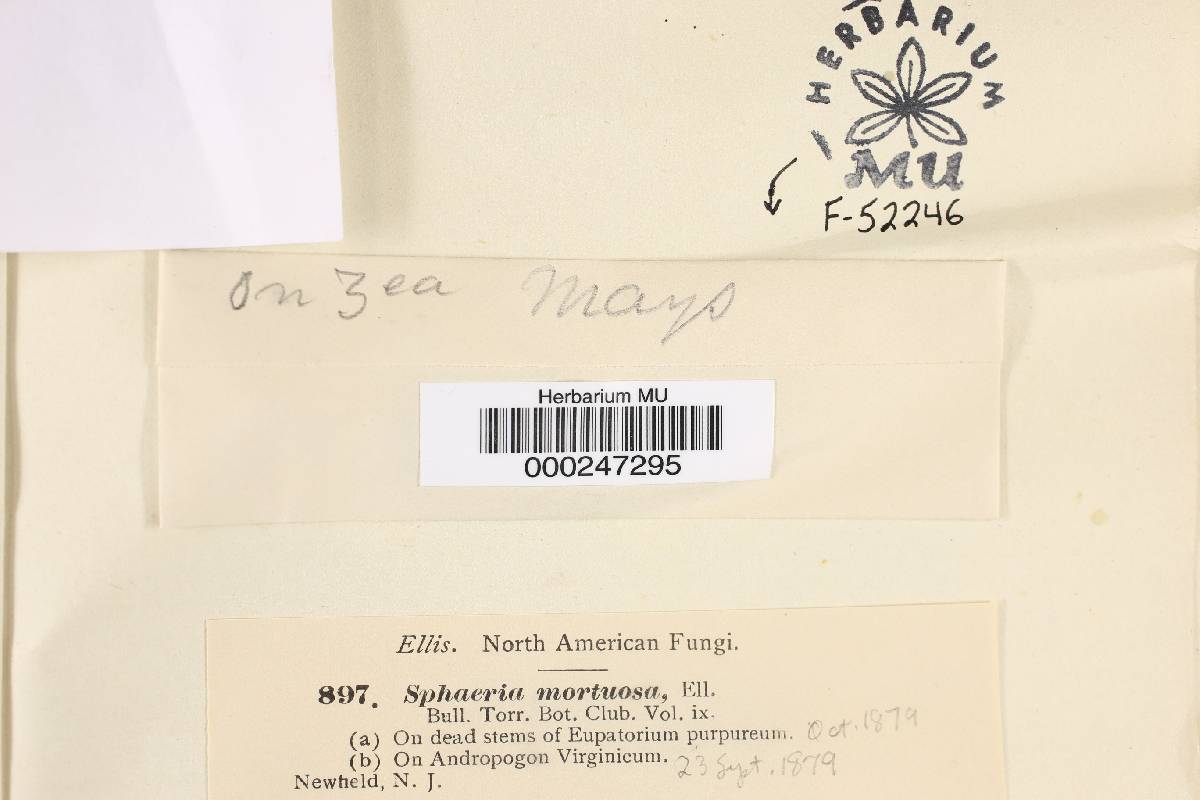 HERBARIUM
MU
F-52246
On Zea Mays
Herbarium MU
000247295
Ellis. North American Fungi.
897. Sphaeria mortuosa, Ell.
Bull. Torr. Bot. Club. Vol. ix.
(a) On dead stems of Eupatorium purpureum. Oct. 1879
(b) On Andropogon Virginicum. 23 Sept. 1879
Newfield, N. J.